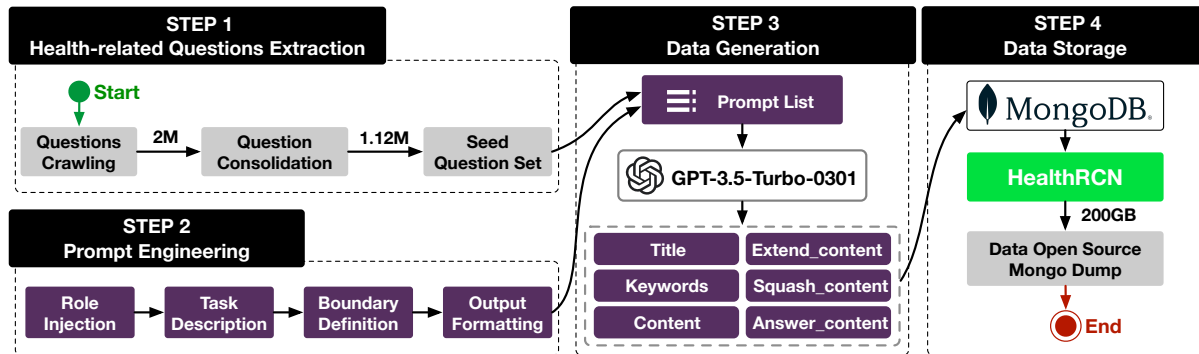 STEP 1
Health-related Questions Extraction
Start
Questions
Crawling
2M
Question
Consolidation
1.12M
Seed
Question Set
STEP 2
Prompt Engineering
Role
Injection
Task
Description
Boundary
Definition
Output
Formatting
STEP 3
Data Generation
Prompt List
GPT-3.5-Turbo-0301
Title
Extend_content
Keywords
Squash_content
Content
Answer_content
STEP 4
Data Storage
MongoDB®
HealthRCN
200GB
Data Open Source
Mongo Dump
End